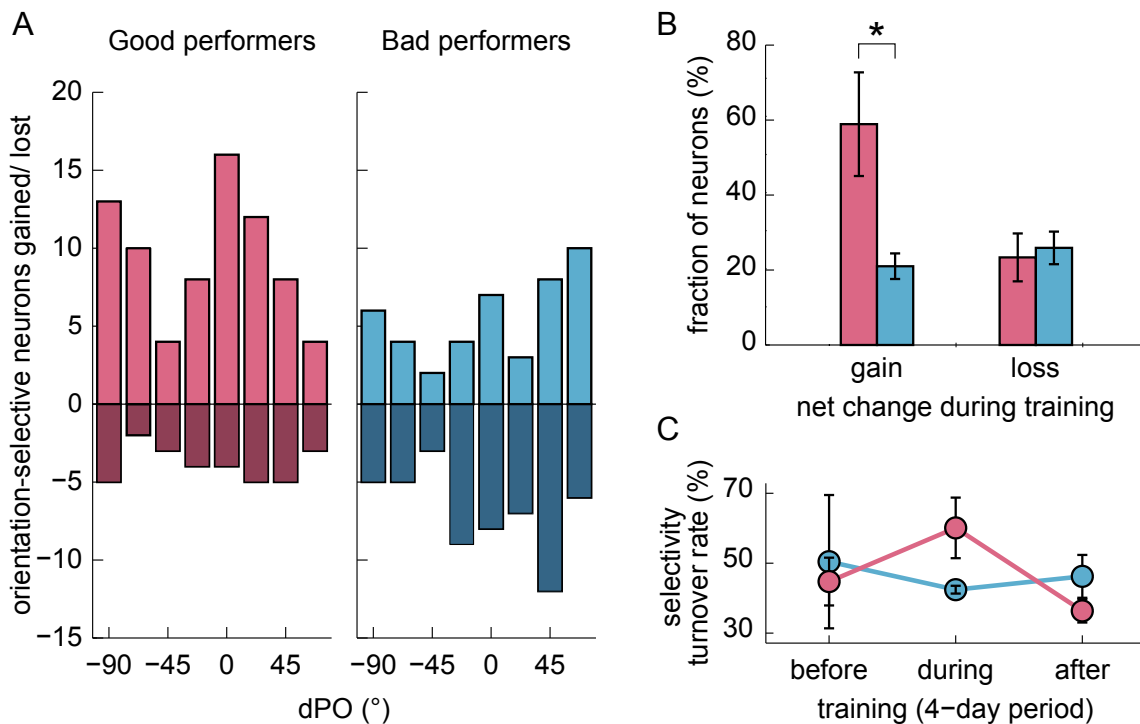 A
Good performers
Bad performers
orientation-selective neurons gained/ lost
20
15
10
5
0
−5
−10
−15
−90
−45
0
45
−90
−45
0
45
dPO (°)
B
fraction of neurons (%)
80
60
40
20
0
*
gain
loss
net change during training
C
selectivity
turnover rate (%)
70
50
30
before
during
after
training (4−day period)